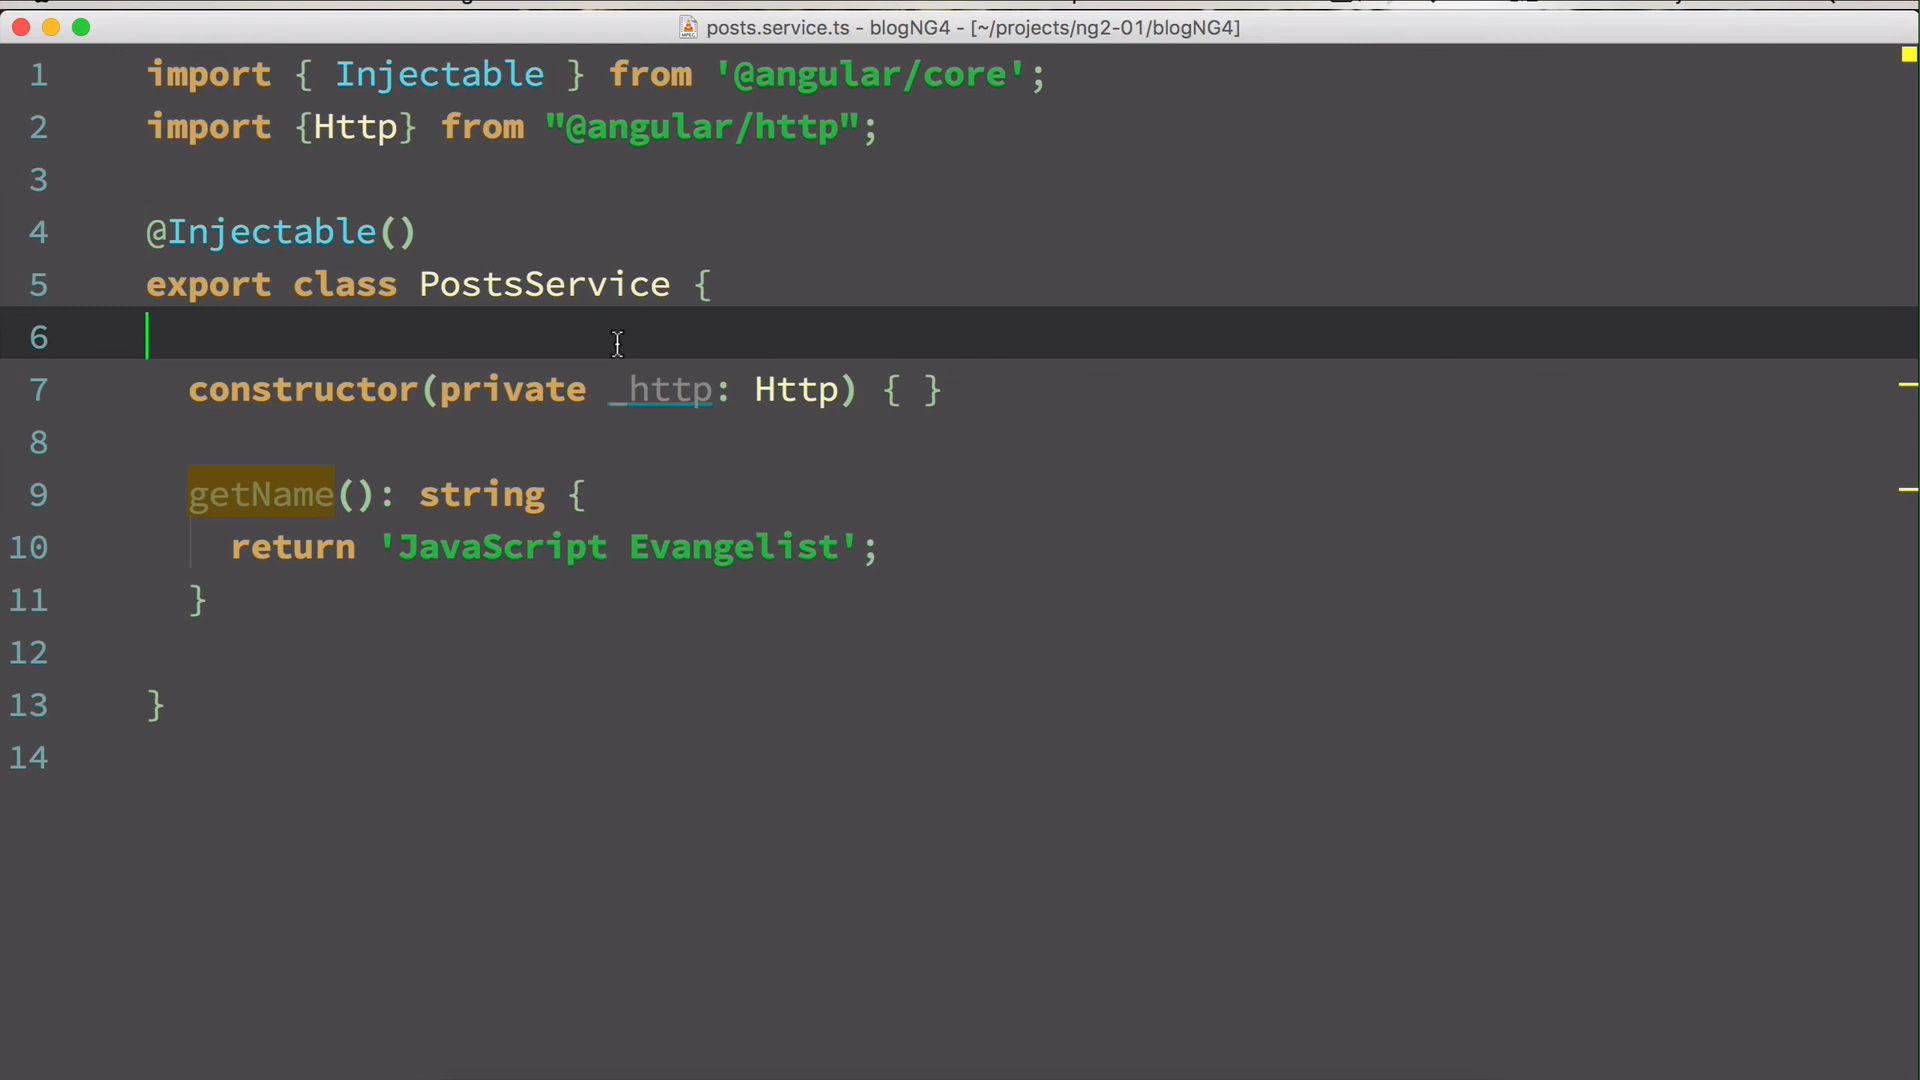 posts.service.ts - blogNG4 - [~/projects/ng2-01/blogNG4]
1 import { Injectable } from '@angular/core';
2 import {Http} from "@angular/http";
3
4 @Injectable()
5 export class PostsService {
6
7 constructor(private _http: Http) { }
8
9 getName(): string {
10 return 'JavaScript Evangelist';
11 }
12
13 }
14